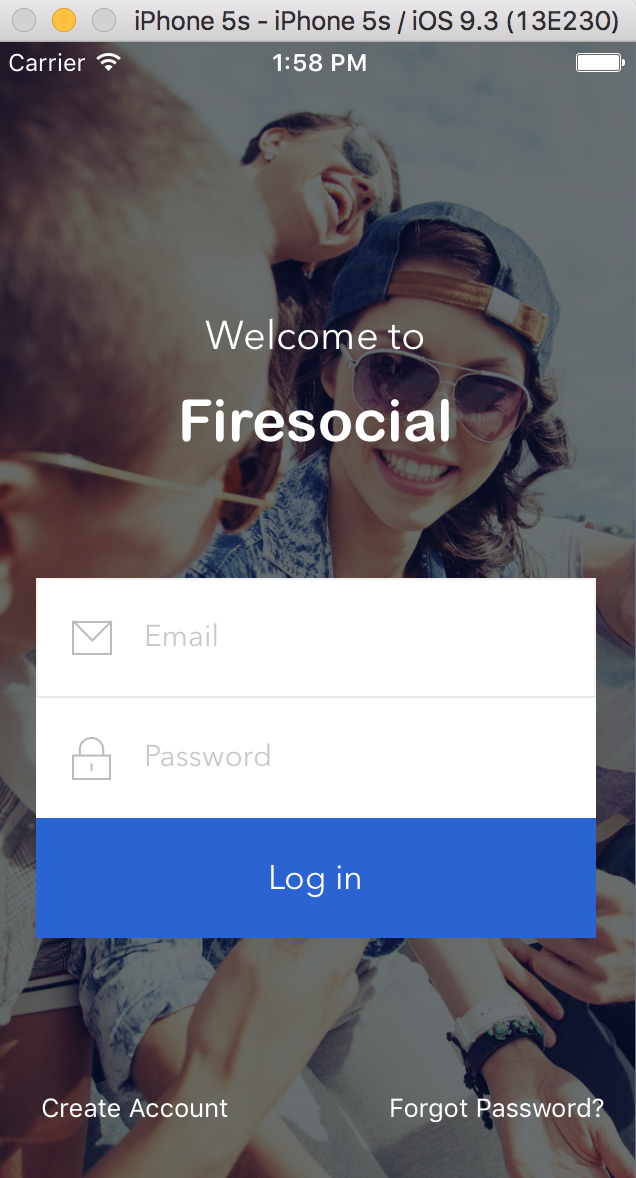 iPhone 5s - iPhone 5s / iOS 9.3 (13E230)
Carrier 1:58 PM
Welcome to
Firesocial
Email
Password
Log in
Create Account Forgot Password?